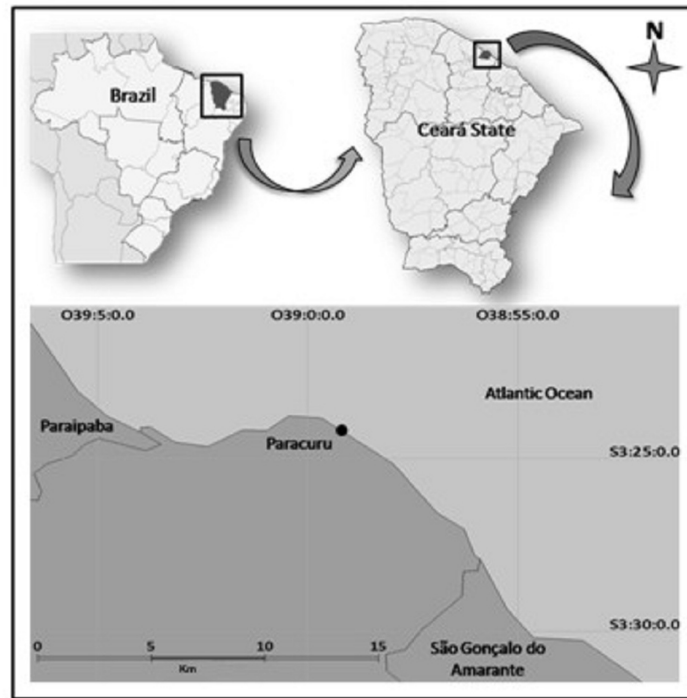 N
Brazil
Ceará State
O39:5:0.0 O39:0:0.0 O38:55:0.0
Atlantic Ocean
Paraipaba
Paracuru
S3:25:0.0
S3:30:0.0
0 5 10 15
Km
São Gonçalo do
Amarante